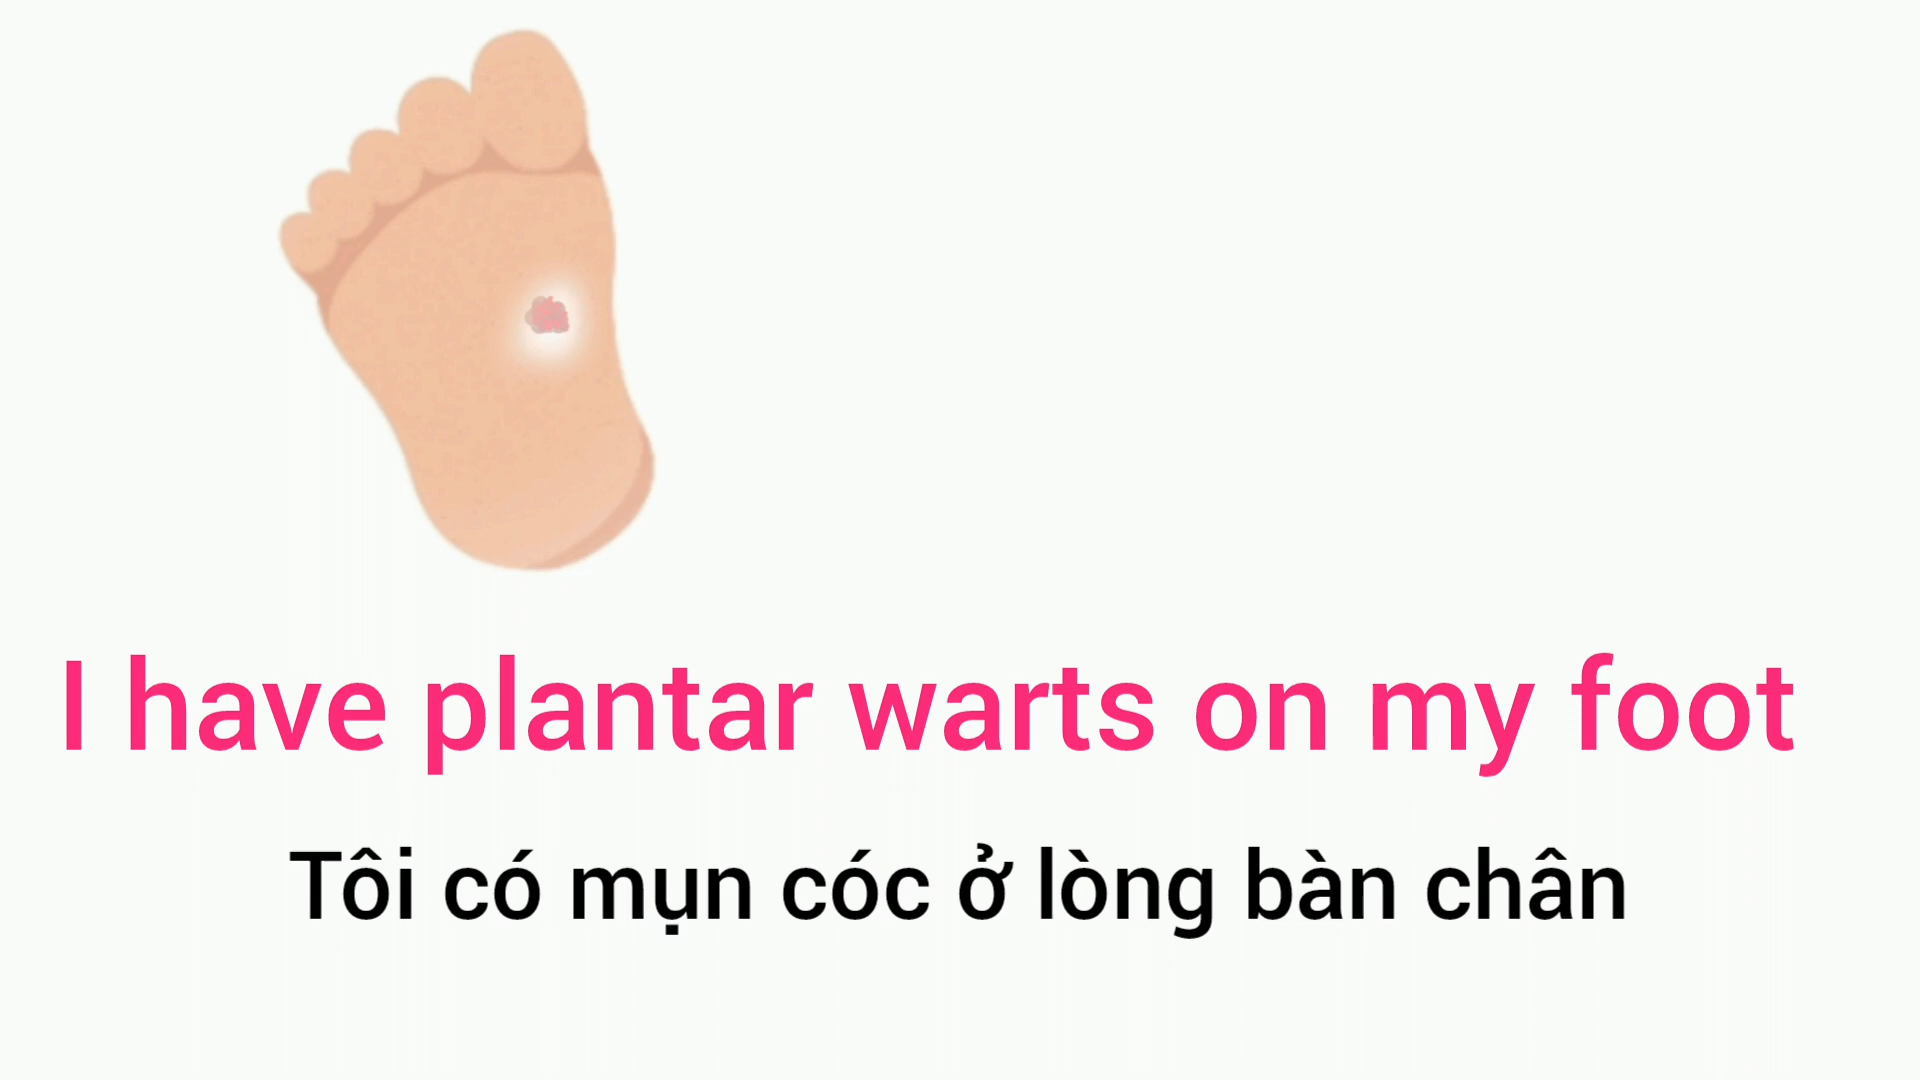 I have plantar warts on my foot
Tôi có mụn cóc ở lòng bàn chân